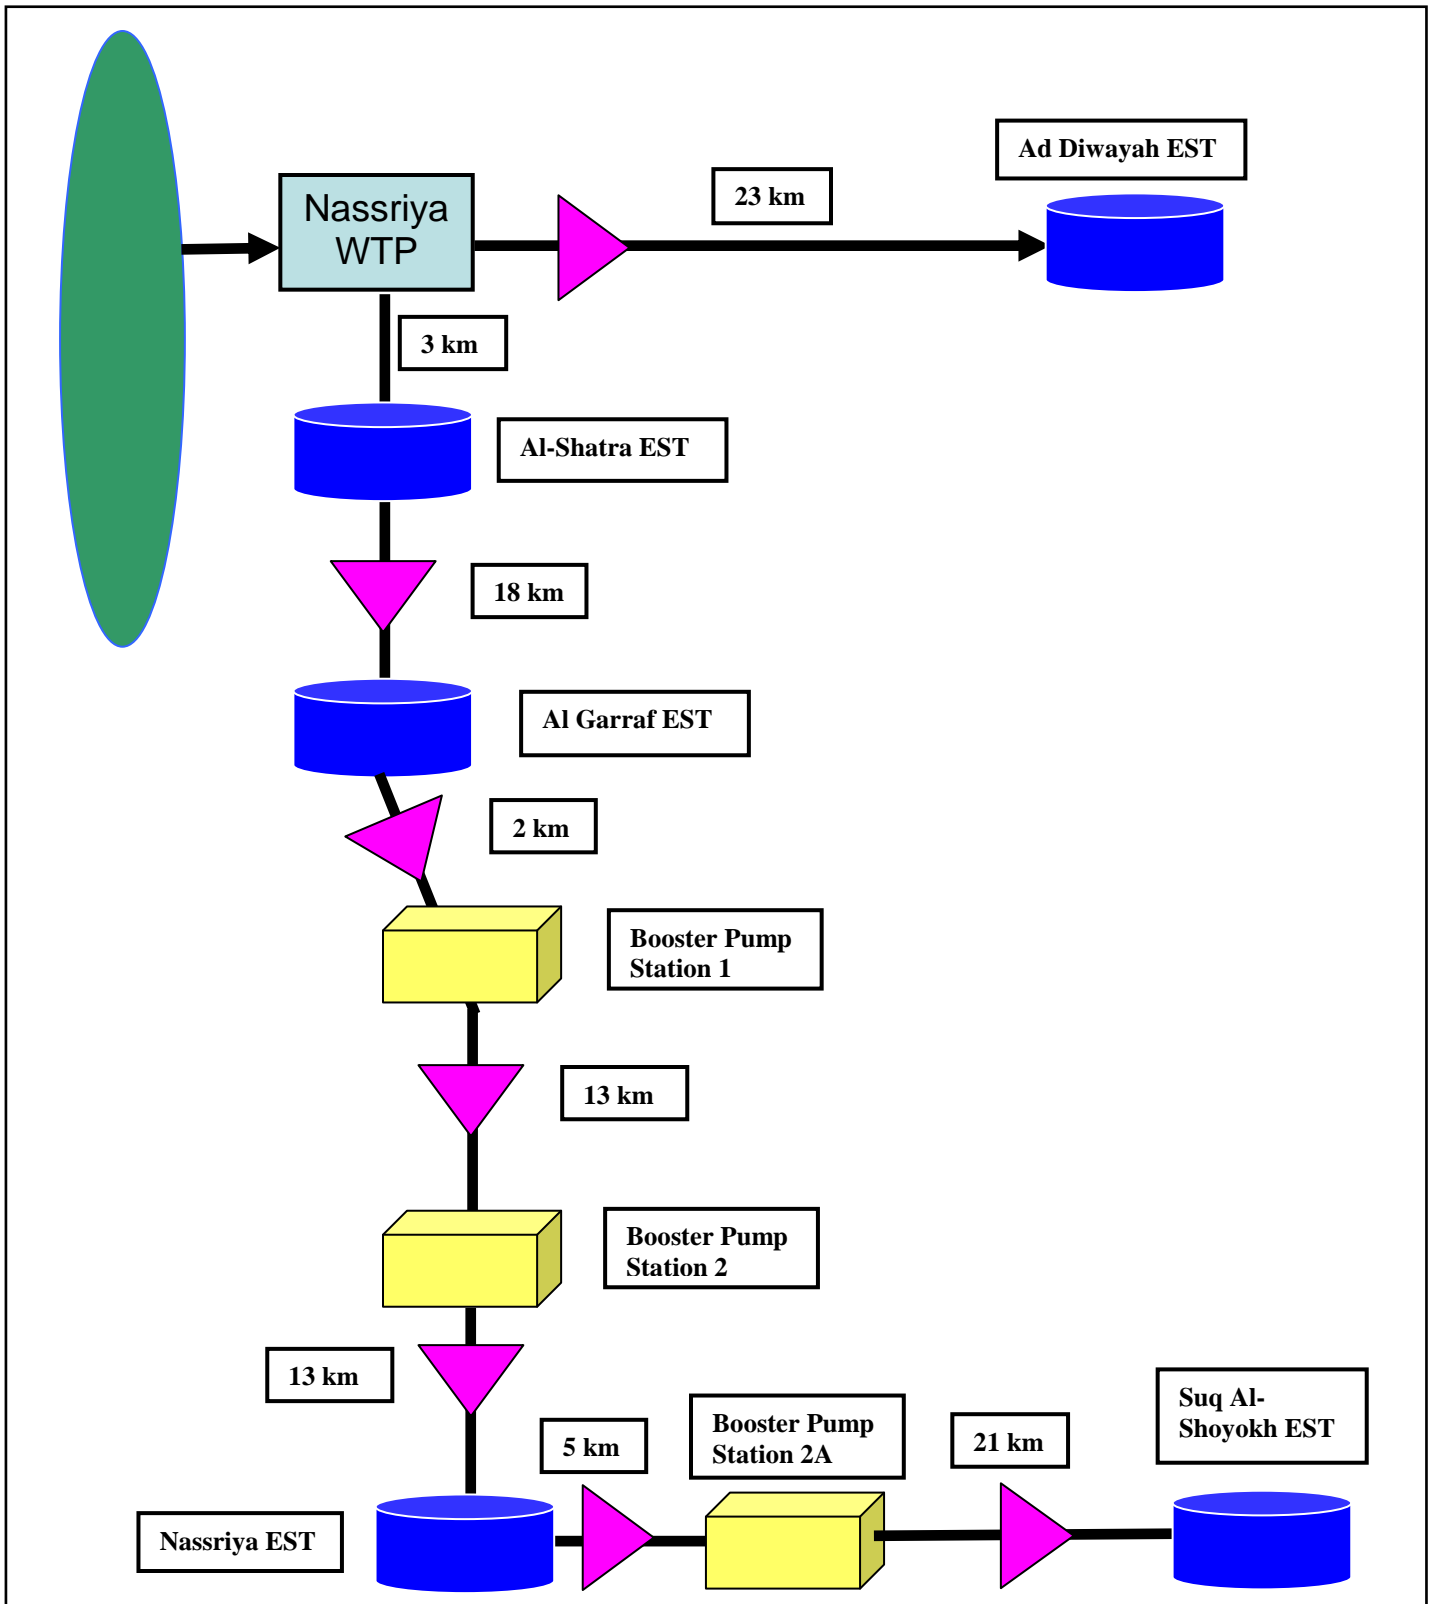 Ad Diwayah EST
23 km
Nassriya
WTP
3 km
Al-Shatra EST
18 km
Al Garraf EST
2 km
Booster Pump
Station 1
13 km
Booster Pump
Station 2
13 km
5 km
Booster Pump
Station 2A
21 km
Suq Al-
Shoyokh EST
Nassriya EST